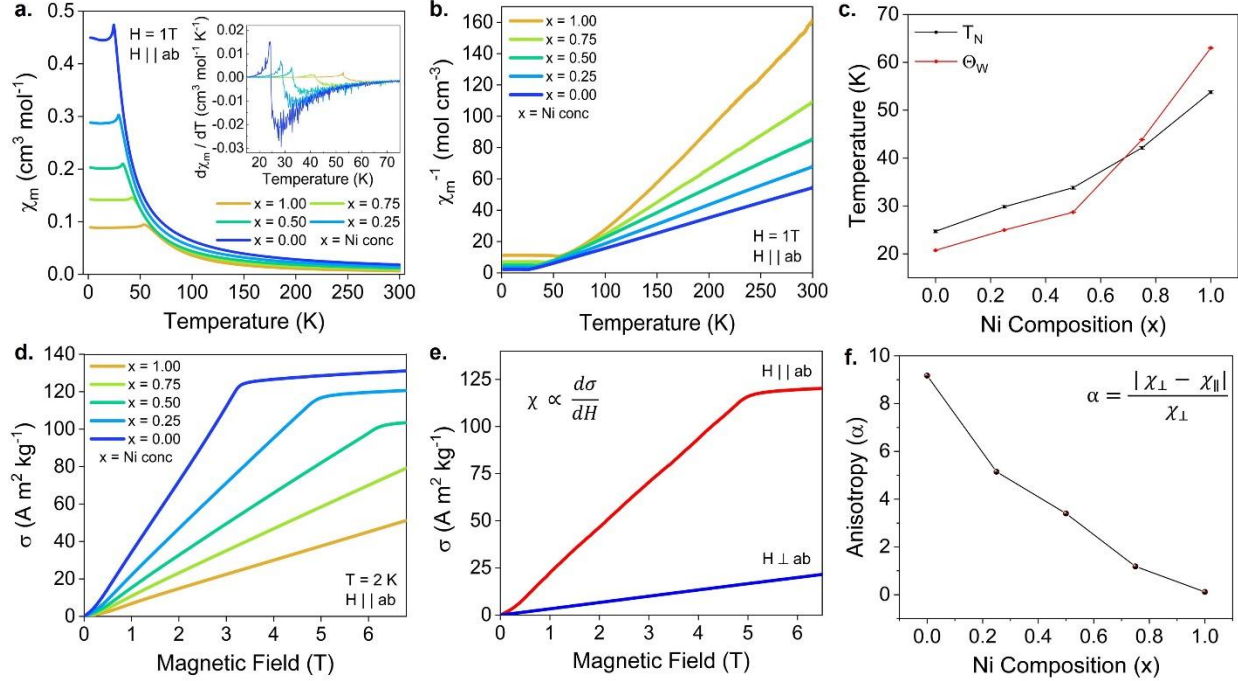 a.
0.5
0.4
0.3
0.2
0.1
0.0
χm (cm³ mol⁻¹)
H = 1T
H || ab
0.02
0.01
0.00
-0.01
-0.02
-0.03
dχm / dT (cm³ mol⁻¹ K⁻¹)
20 30 40 50 60 70
Temperature (K)
x = 1.00 x = 0.75
x = 0.50 x = 0.25
x = 0.00 x = Ni conc
0 50 100 150 200 250 300
Temperature (K)
b.
160
140
120
100
80
60
40
20
0
χm⁻¹ (mol cm⁻³)
x = 1.00
x = 0.75
x = 0.50
x = 0.25
x = 0.00
x = Ni conc
H = 1T
H || ab
0 50 100 150 200 250 300
Temperature (K)
c.
70
60
50
40
30
20
Temperature (K)
T_N
Θ_W
0.0 0.2 0.4 0.6 0.8 1.0
Ni Composition (x)
d.
140
120
100
80
60
40
20
0
σ (A m² kg⁻¹)
x = 1.00
x = 0.75
x = 0.50
x = 0.25
x = 0.00
x = Ni conc
T = 2 K
H || ab
0 1 2 3 4 5 6
Magnetic Field (T)
e.
125
100
75
50
25
0
σ (A m² kg⁻¹)
χ ∝ dσ/dH
H || ab
H ⊥ ab
0 1 2 3 4 5 6
Magnetic Field (T)
f.
10
8
6
4
2
0
Anisotropy (α)
α = |χ⊥ − χ∥| / χ⊥
0.0 0.2 0.4 0.6 0.8 1.0
Ni Composition (x)